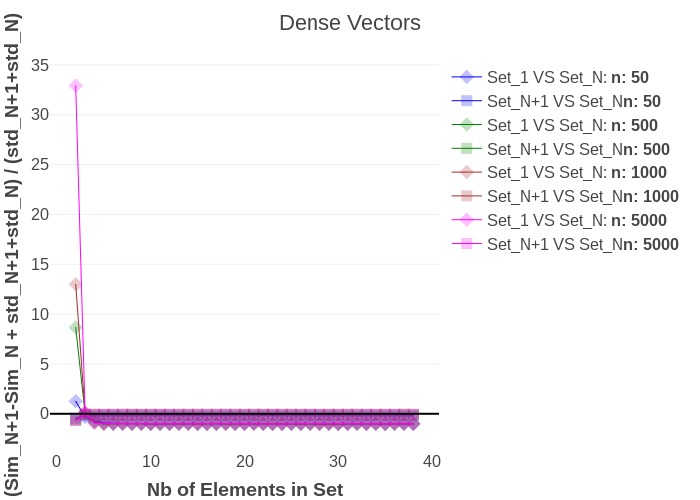 Dense Vectors
(Sim_N+1-Sim_N + std_N+1+std_N) / (std_N+1+std_N)
35
30
25
20
15
10
5
0
0 10 20 30 40
Nb of Elements in Set
Set_1 VS Set_N: n: 50
Set_N+1 VS Set_Nn: 50
Set_1 VS Set_N: n: 500
Set_N+1 VS Set_Nn: 500
Set_1 VS Set_N: n: 1000
Set_N+1 VS Set_Nn: 1000
Set_1 VS Set_N: n: 5000
Set_N+1 VS Set_Nn: 5000